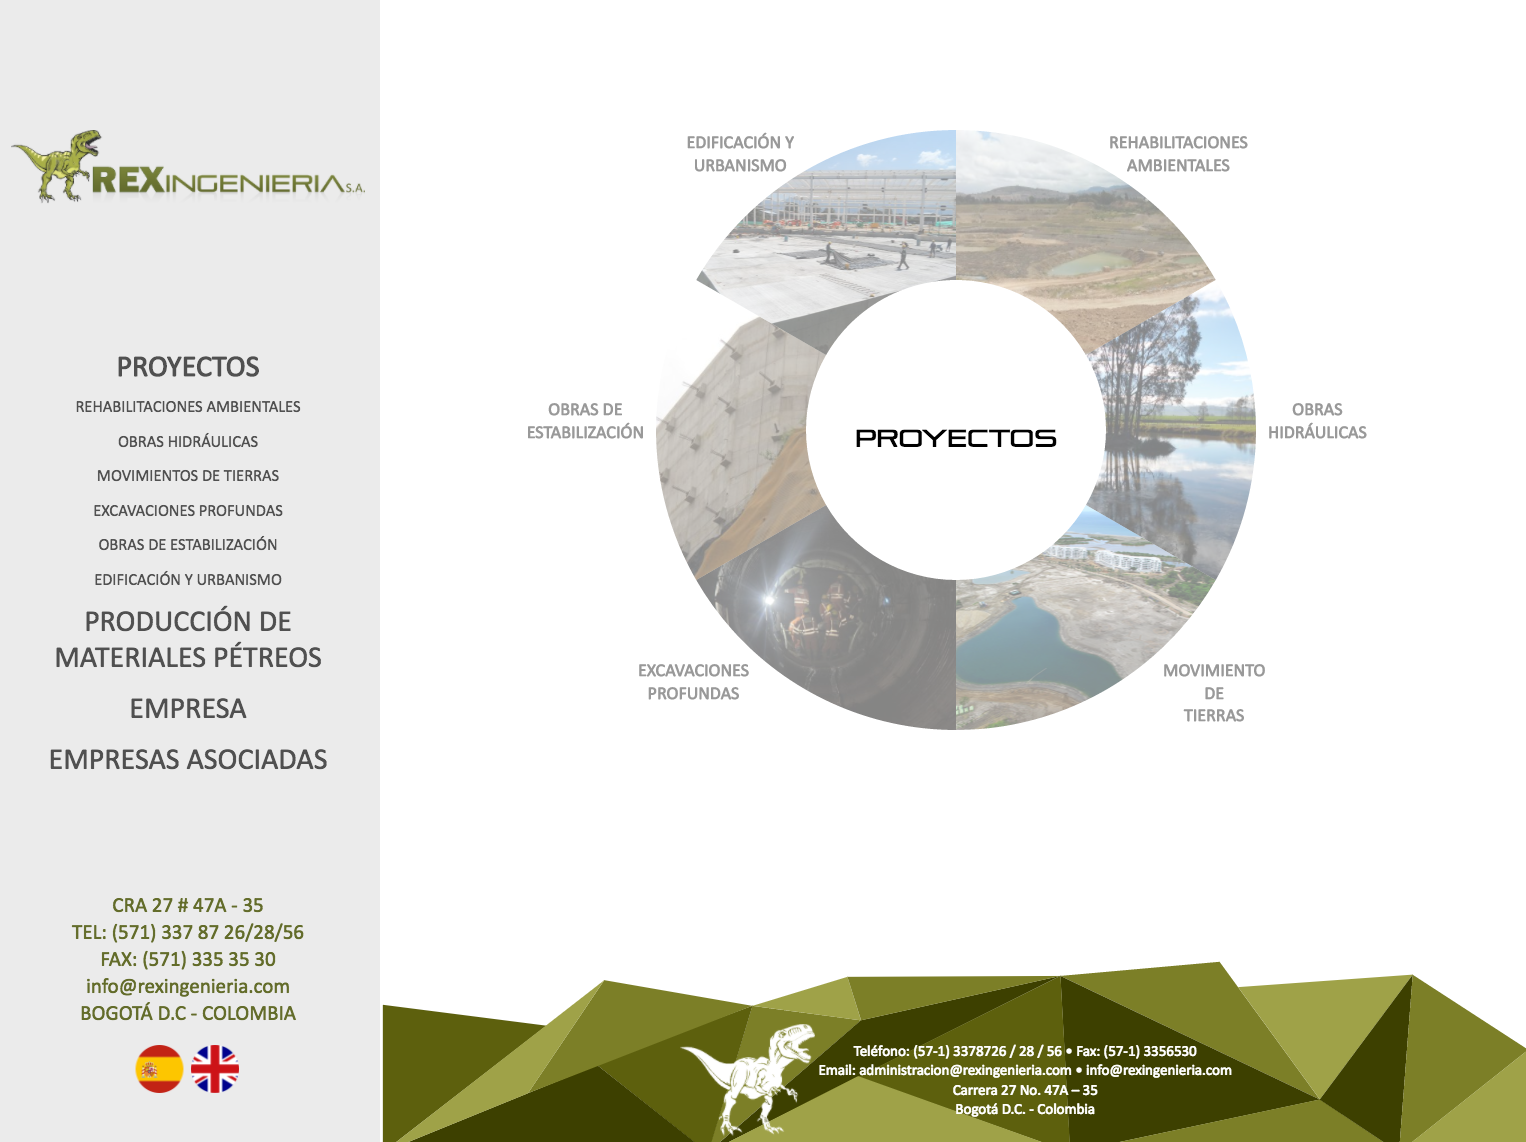 REXINGENIERIA S.A.
PROYECTOS
REHABILITACIONES AMBIENTALES
OBRAS HIDRÁULICAS
MOVIMIENTOS DE TIERRAS
EXCAVACIONES PROFUNDAS
OBRAS DE ESTABILIZACIÓN
EDIFICACIÓN Y URBANISMO
PRODUCCIÓN DE
MATERIALES PÉTREOS
EMPRESA
EMPRESAS ASOCIADAS
CRA 27 # 47A - 35
TEL: (571) 337 87 26/28/56
FAX: (571) 335 35 30
info@rexingenieria.com
BOGOTÁ D.C - COLOMBIA
EDIFICACIÓN Y
URBANISMO
REHABILITACIONES
AMBIENTALES
OBRAS DE
ESTABILIZACIÓN
PROYECTOS
OBRAS
HIDRÁULICAS
EXCAVACIONES
PROFUNDAS
MOVIMIENTO
DE
TIERRAS
Teléfono: (57-1) 3378726 / 28 / 56 • Fax: (57-1) 3356530
Email: administracion@rexingenieria.com • info@rexingenieria.com
Carrera 27 No. 47A – 35
Bogotá D.C. - Colombia